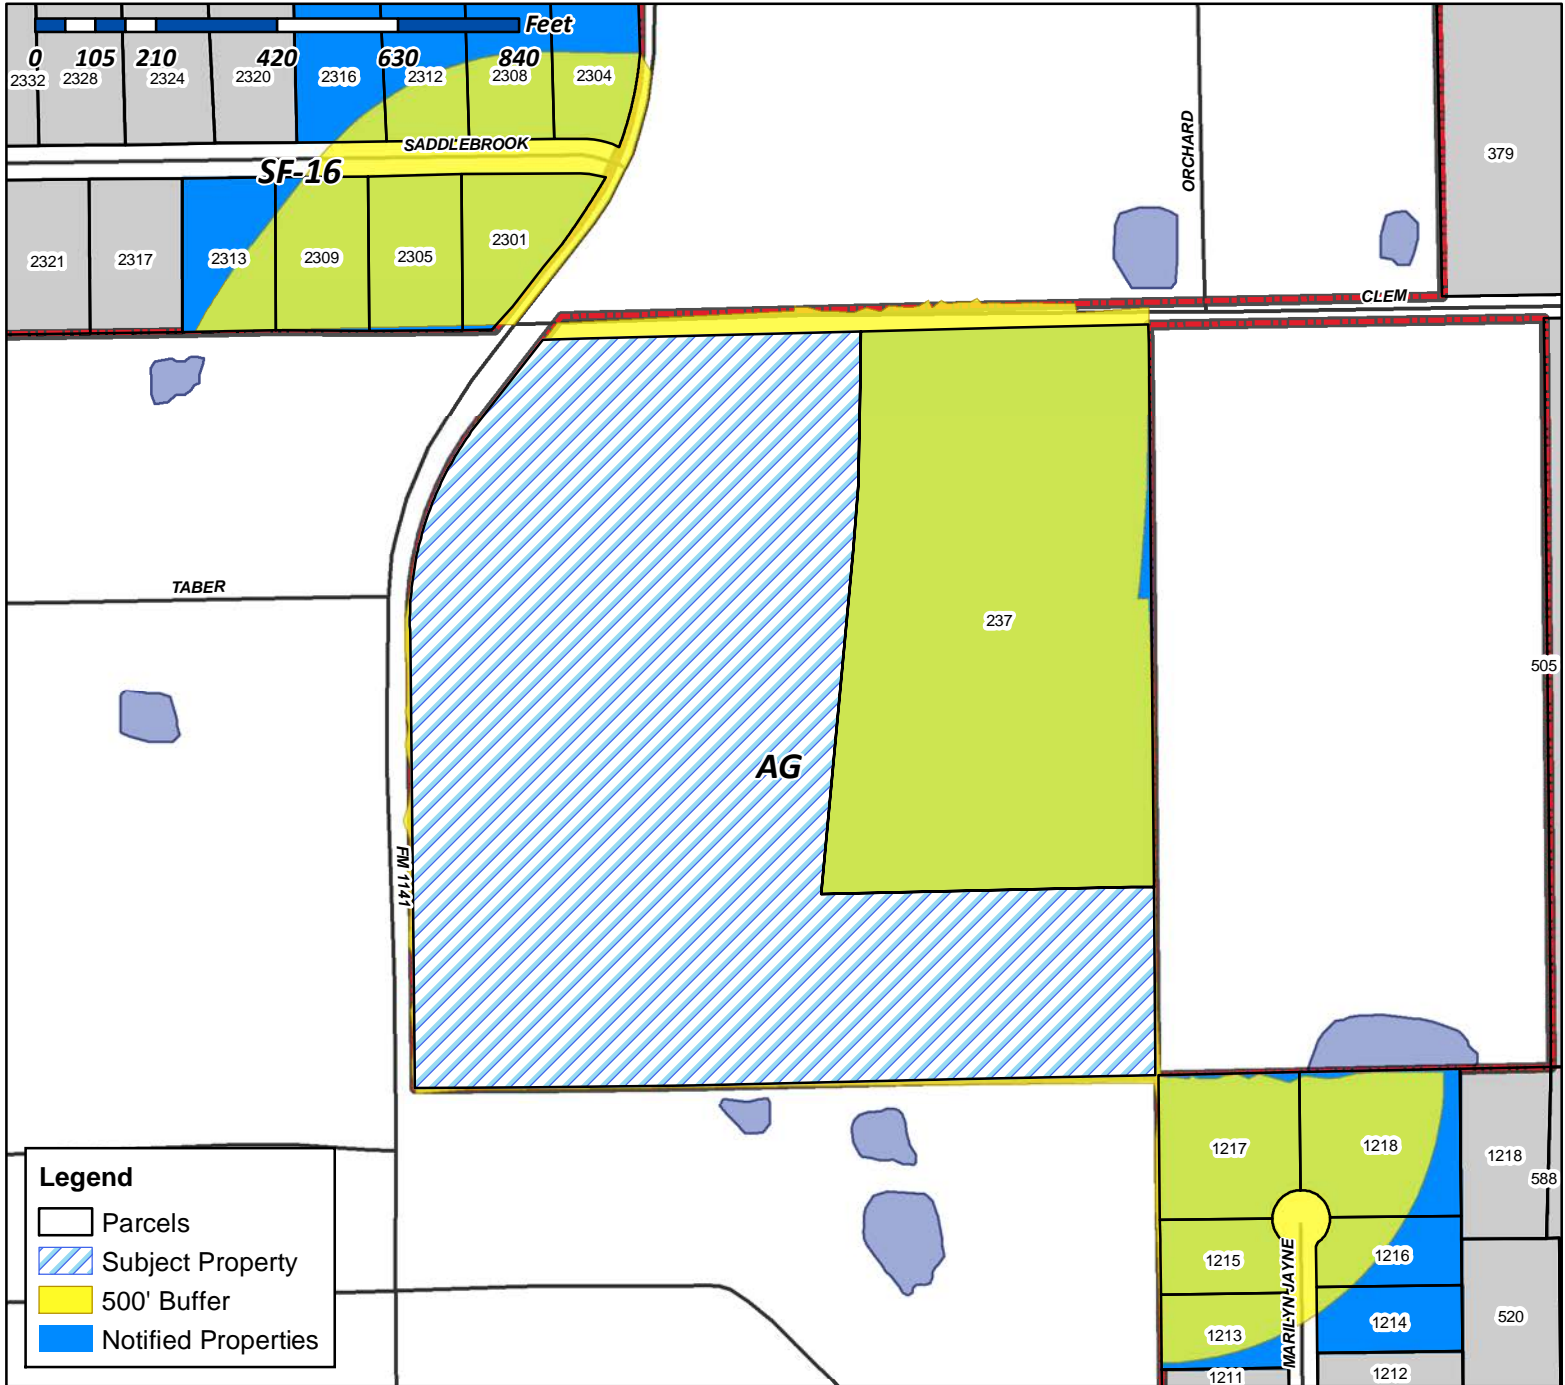 Feet
0 105 210 420 630 840
2332 2328 2324 2320 2316 2312 2308 2304
SADDLEBROOK
SF-16
ORCHARD
379
2321 2317 2313 2309 2305 2301
CLEM
TABER
237
505
AG
FM 1141
1217 1218 1218
588
1215 1216
MARILYN JAYNE
1213 1214 520
1211 1212
Legend
Parcels
Subject Property
500' Buffer
Notified Properties